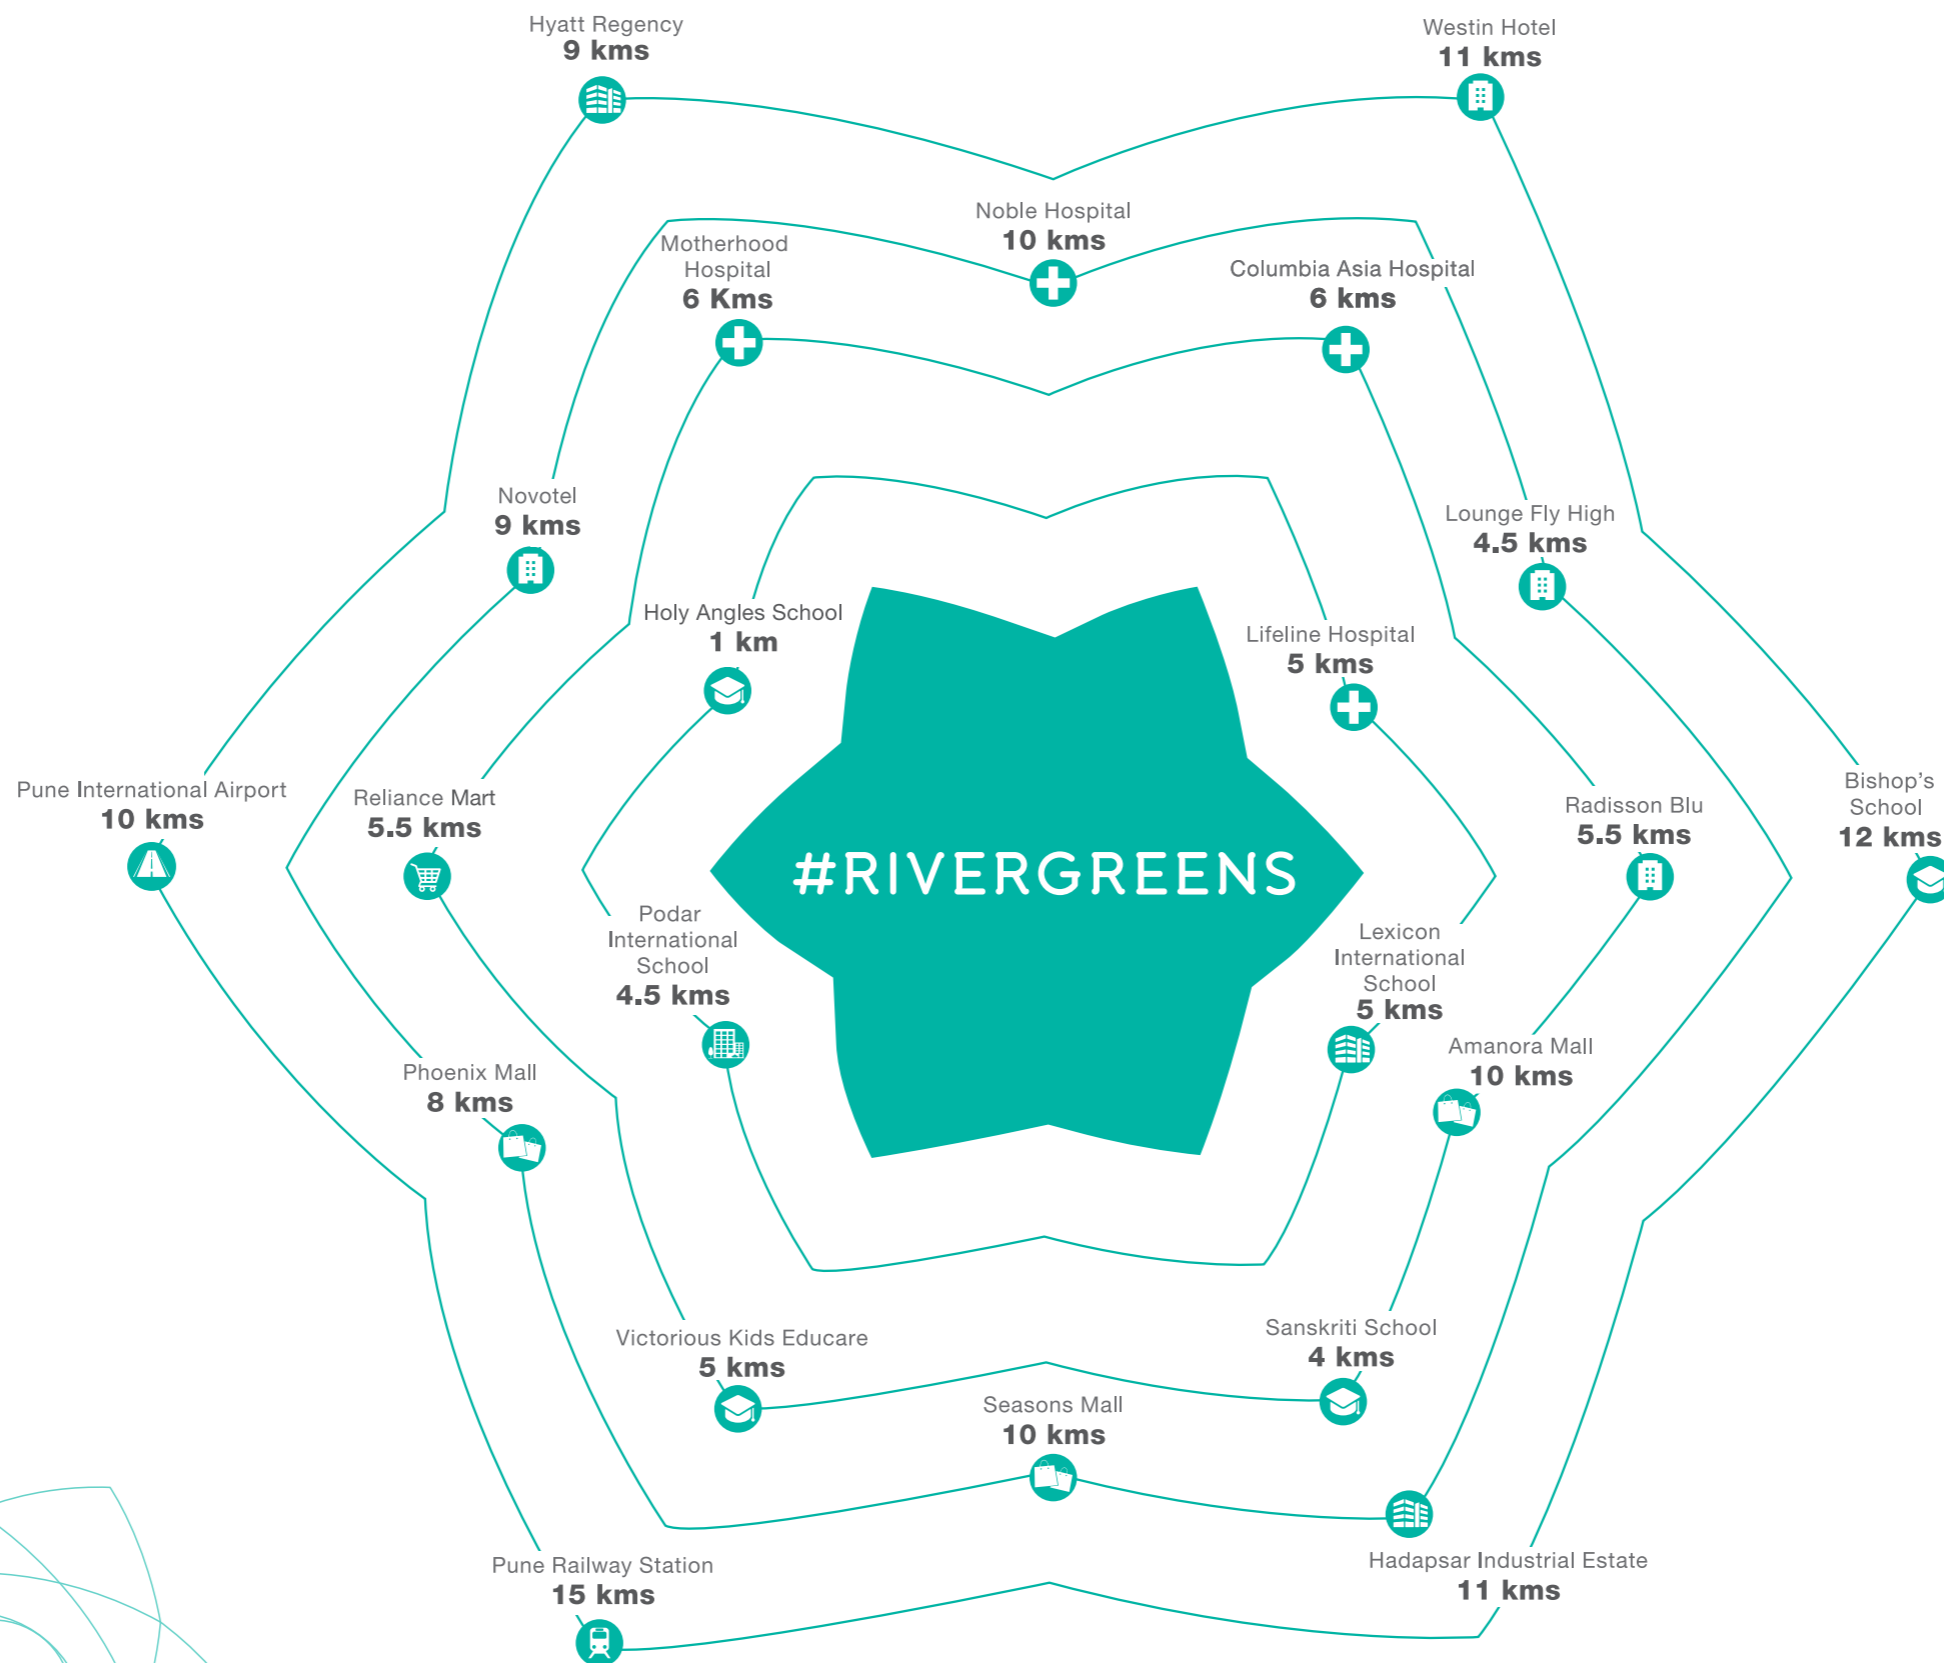 Hyatt Regency
9 kms
Westin Hotel
11 kms
Noble Hospital
10 kms
Motherhood
Hospital
6 Kms
Columbia Asia Hospital
6 kms
Novotel
9 kms
Lounge Fly High
4.5 kms
Holy Angles School
1 km
Lifeline Hospital
5 kms
Pune International Airport
10 kms
Reliance Mart
5.5 kms
Radisson Blu
5.5 kms
Bishop's
School
12 kms
#RIVERGREENS
Podar
International
School
4.5 kms
Lexicon
International
School
5 kms
Phoenix Mall
8 kms
Amanora Mall
10 kms
Victorious Kids Educare
5 kms
Sanskriti School
4 kms
Seasons Mall
10 kms
Pune Railway Station
15 kms
Hadapsar Industrial Estate
11 kms